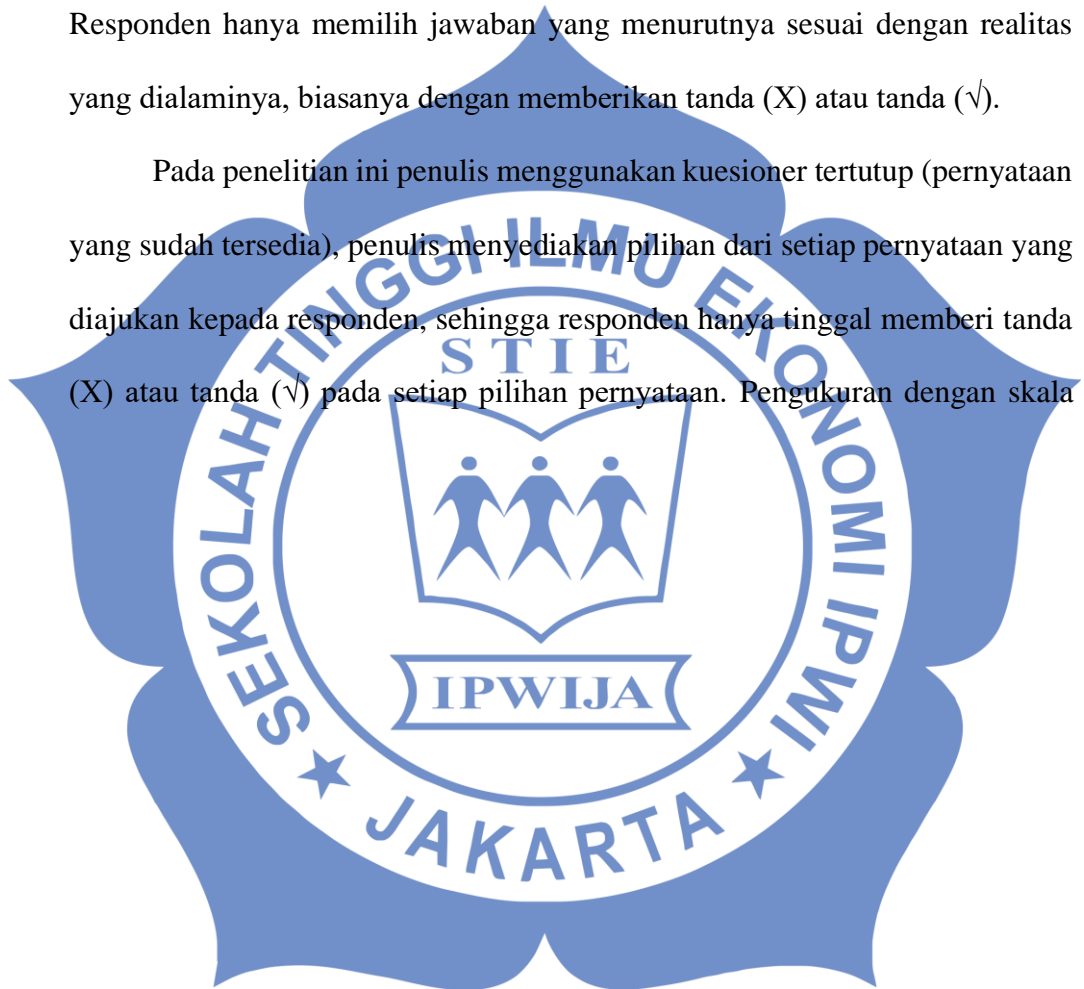 Responden hanya memilih jawaban yang menurutnya sesuai dengan realitas
yang dialaminya, biasanya dengan memberikan tanda (X) atau tanda (√).
Pada penelitian ini penulis menggunakan kuesioner tertutup (pernyataan
yang sudah tersedia), penulis menyediakan pilihan dari setiap pernyataan yang
diajukan kepada responden, sehingga responden hanya tinggal memberi tanda
(X) atau tanda (√) pada setiap pilihan pernyataan. Pengukuran dengan skala
SEKOLAH TINGGI ILMU EKONOMI IPWI
STIE
IPWIJA
★ JAKARTA ★